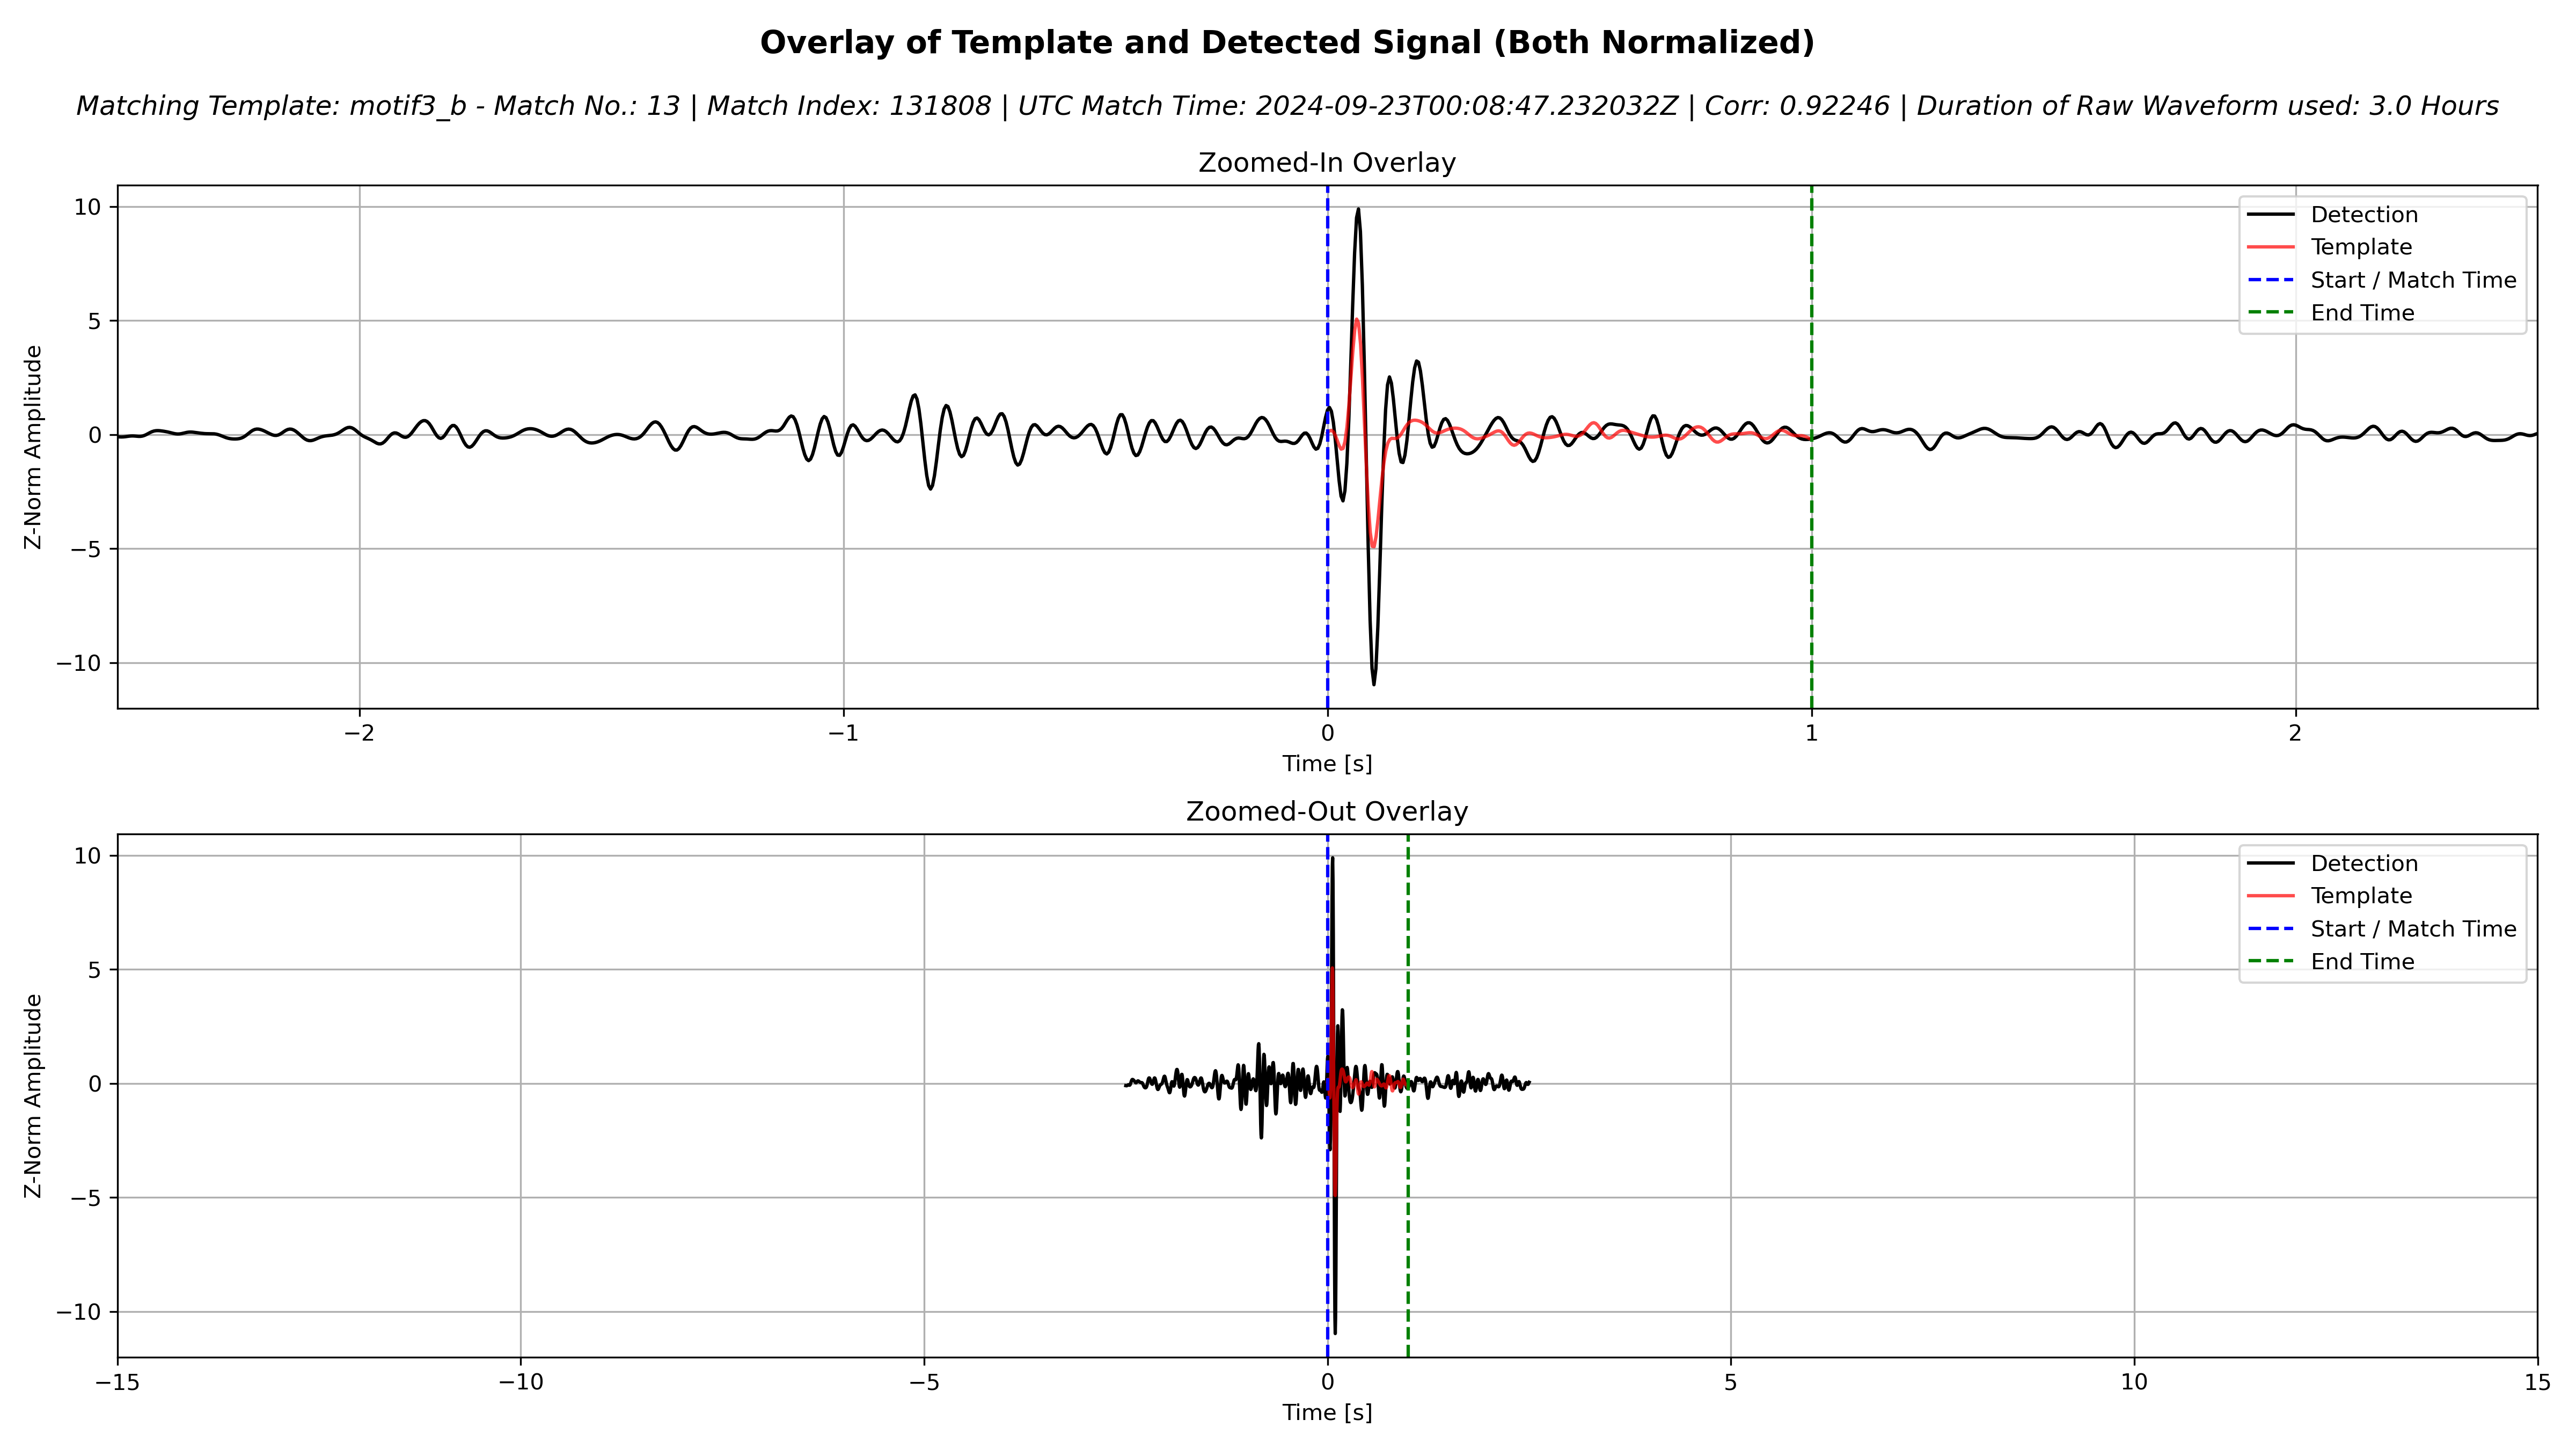 Overlay of Template and Detected Signal (Both Normalized)
Matching Template: motif3_b - Match No.: 13 | Match Index: 131808 | UTC Match Time: 2024-09-23T00:08:47.232032Z | Corr: 0.92246 | Duration of Raw Waveform used: 3.0 Hours
Zoomed-In Overlay
Z-Norm Amplitude
10
5
0
−5
−10
Detection
Template
Start / Match Time
End Time
−2
−1
0
1
2
Time [s]
Zoomed-Out Overlay
Z-Norm Amplitude
10
5
0
−5
−10
Detection
Template
Start / Match Time
End Time
−15
−10
−5
0
5
10
15
Time [s]